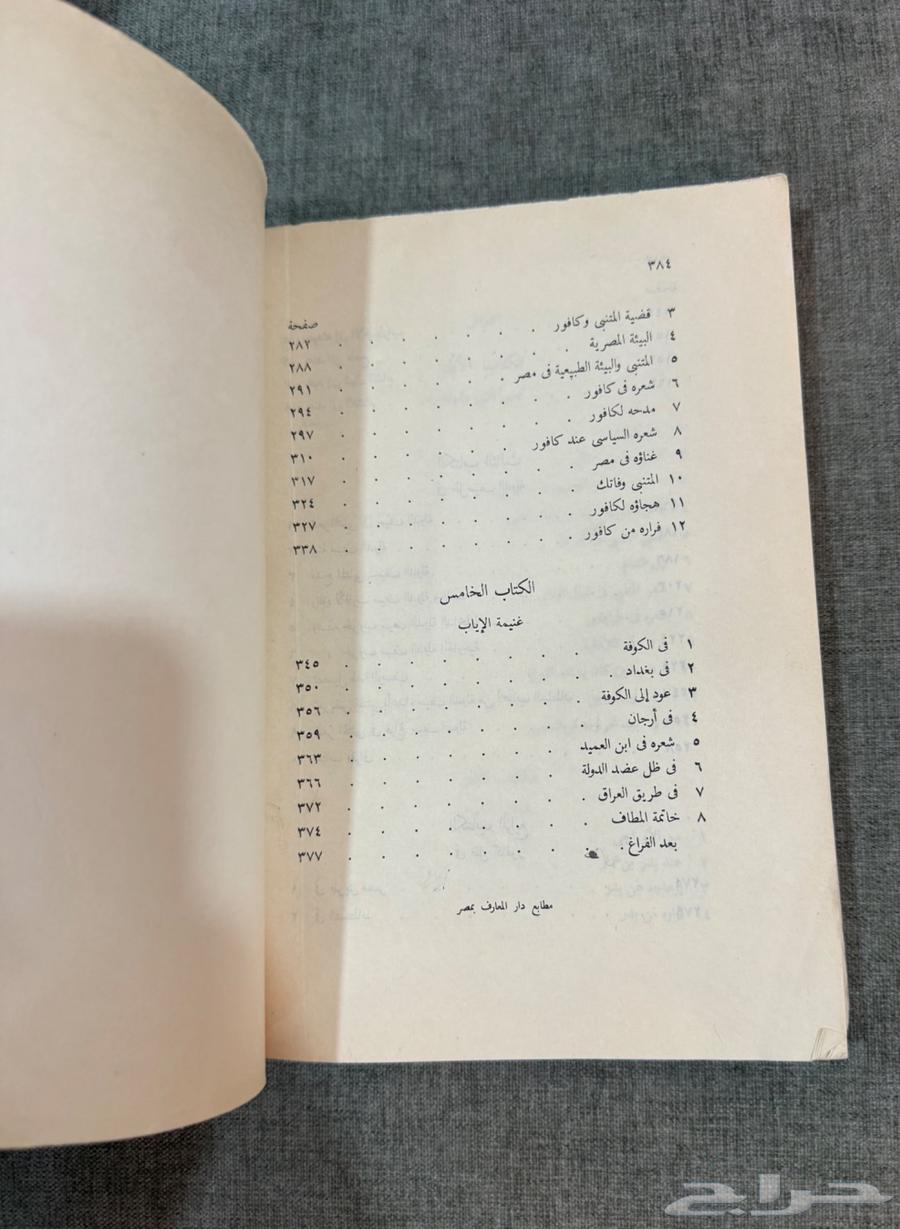 ٣٨٤
صفحة
٣ قضية المتنبى وكافور . . . . . . . ٢٨٢
٤ البيئة المصرية . . . . . . . . ٢٨٨
٥ المتنبى والبيئة الطبيعية فى مصر . . . . . . ٢٩١
٦ شعره فى كافور . . . . . . . . ٢٩٤
٧ مدحه لكافور . . . . . . . . ٢٩٧
٨ شعره السياسى عند كافور . . . . . . ٣١٠
٩ غناؤه فى مصر . . . . . . . . ٣١٧
١٠ المتنبى وفاتك . . . . . . . . ٣٢٤
١١ هجاؤه لكافور . . . . . . . . ٣٢٧
١٢ فراره من كافور . . . . . . . . ٣٣٨
الكتاب الخامس
غنيمة الإياب
١ فى الكوفة . . . . . . . . ٣٤٥
٢ فى بغداد . . . . . . . . ٣٥٠
٣ عود إلى الكوفة . . . . . . . . ٣٥٦
٤ فى أرجان . . . . . . . . ٣٥٩
٥ شعره فى ابن العميد . . . . . . . ٣٦٣
٦ فى ظل عضد الدولة . . . . . . . ٣٦٦
٧ فى طريق العراق . . . . . . . . ٣٧٢
٨ خاتمة المطاف . . . . . . . . ٣٧٤
بعد الفراغ . . . . . . . . ٣٧٧
مطابع دار المعارف بمصر
حراج